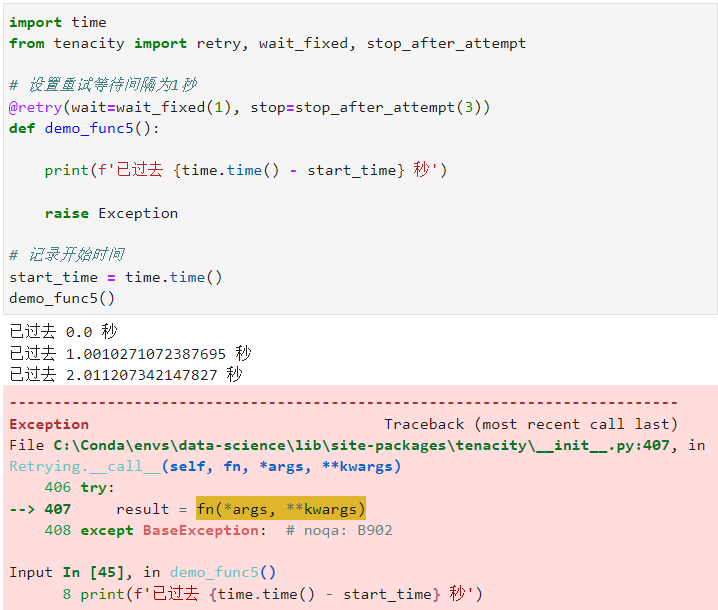 import time
from tenacity import retry, wait_fixed, stop_after_attempt
# 设置重试等待间隔为1秒
@retry(wait=wait_fixed(1), stop=stop_after_attempt(3))
def demo_func5():
    print(f'已过去 {time.time() - start_time} 秒')
    raise Exception
# 记录开始时间
start_time = time.time()
demo_func5()
已过去 0.0 秒
已过去 1.0010271072387695 秒
已过去 2.011207342147827 秒
---------------------------------------------------------------------------
Exception                                 Traceback (most recent call last)
File C:\Conda\envs\data-science\lib\site-packages\tenacity\__init__.py:407, in
Retrying.__call__(self, fn, *args, **kwargs)
    406 try:
--> 407     result = fn(*args, **kwargs)
    408 except BaseException:  # noqa: B902
Input In [45], in demo_func5()
      8 print(f'已过去 {time.time() - start_time} 秒')